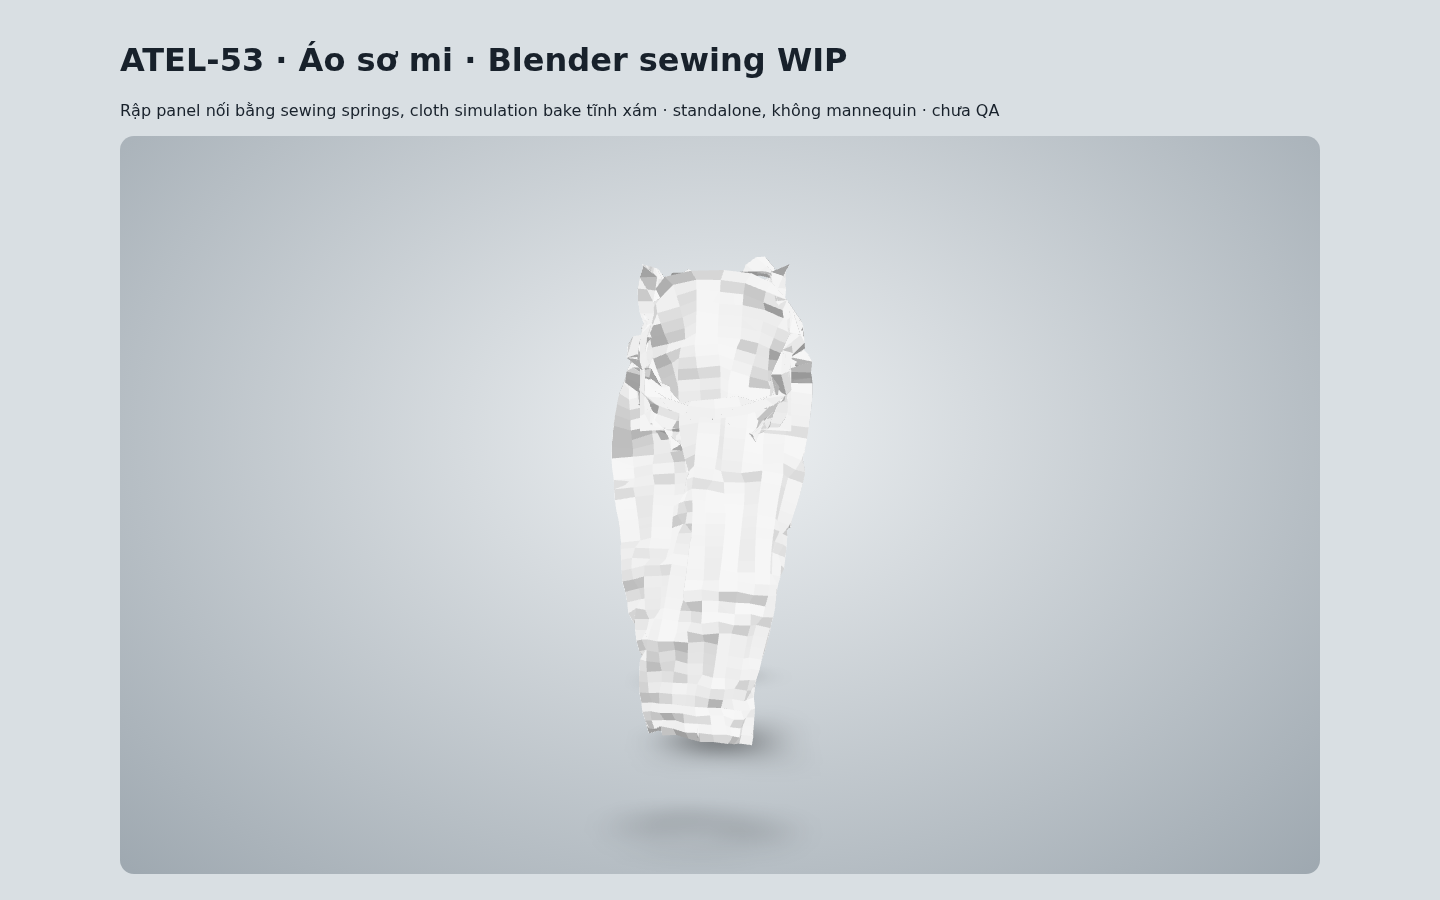 ATEL-53 · Áo sơ mi · Blender sewing WIP
Rập panel nối bằng sewing springs, cloth simulation bake tĩn xám · standalone, không mannequin · chưa QA